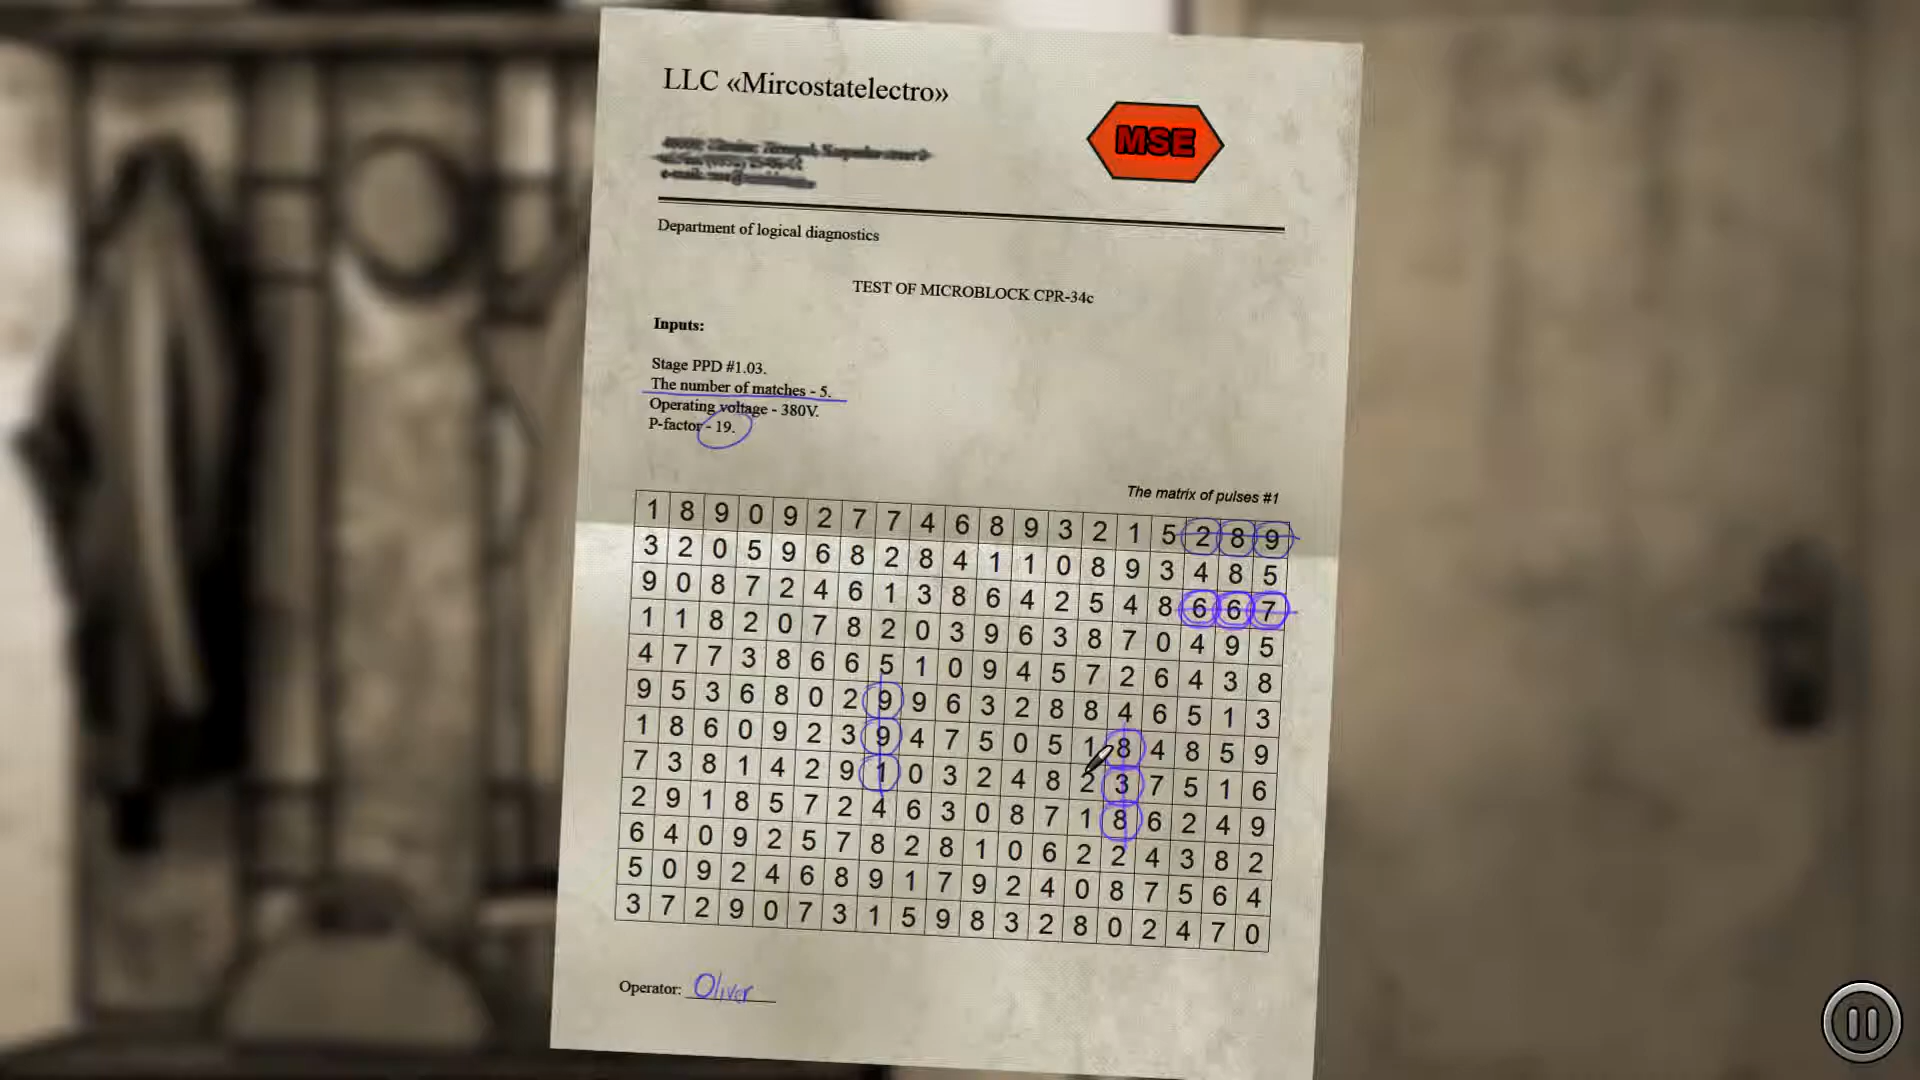 LLC «Mircostatelectro»
MSE
Department of logical diagnostics
TEST OF MICROBLOCK CPR-34c
Inputs:
Stage PPD #1.03.
The number of matches - 5.
Operating voltage - 380V.
P-factor - 19.
The matrix of pulses #1
1 8 9 0 9 2 7 7 4 6 8 9 3 2 1 5 2 8 9
3 2 0 5 9 6 8 2 8 4 1 1 0 8 9 3 4 8 5
9 0 8 7 2 4 6 1 3 8 6 4 2 5 4 8 6 6 7
1 1 8 2 0 7 8 2 0 3 9 6 3 8 7 0 4 9 5
4 7 7 3 8 6 6 5 1 0 9 4 5 7 2 6 4 3 8
9 5 3 6 8 0 2 9 9 6 3 2 8 8 4 6 5 1 3
1 8 6 0 9 2 3 9 4 7 5 0 5 1 8 4 8 5 9
7 3 8 1 4 2 9 1 0 3 2 4 8 2 3 7 5 1 6
2 9 1 8 5 7 2 4 6 3 0 8 7 1 8 6 2 4 9
6 4 0 9 2 5 7 8 2 8 1 0 6 2 2 4 3 8 2
5 0 9 2 4 6 8 9 1 7 9 2 4 0 8 7 5 6 4
3 7 2 9 0 7 3 1 5 9 8 3 2 8 0 2 4 7 0
Operator: Oliver